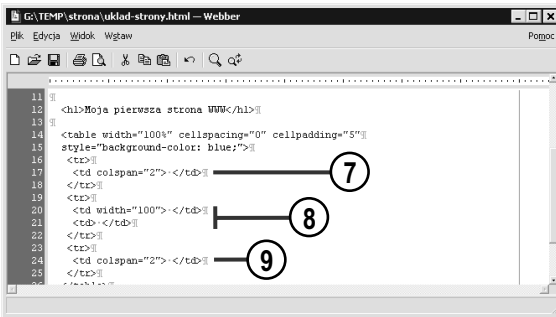 G:\TEMP\strona\uklad-strony.html — Webber
Plik Edycja Widok Wstaw Pomoc
11 ¶
12 <h1>Moja pierwsza strona WWW</h1>¶
13 ¶
14 <table width="100%" cellspacing="0" cellpadding="5"¶
15 style="background-color: blue;">¶
16 <tr>¶
17 <td colspan="2">·</td>¶ 7
18 </tr>¶
19 <tr>¶
20 <td width="100">·</td>¶
8
21 <td>·</td>¶
22 </tr>¶
23 <tr>¶
24 <td colspan="2">·</td>¶ 9
25 </tr>¶
26 </table>¶